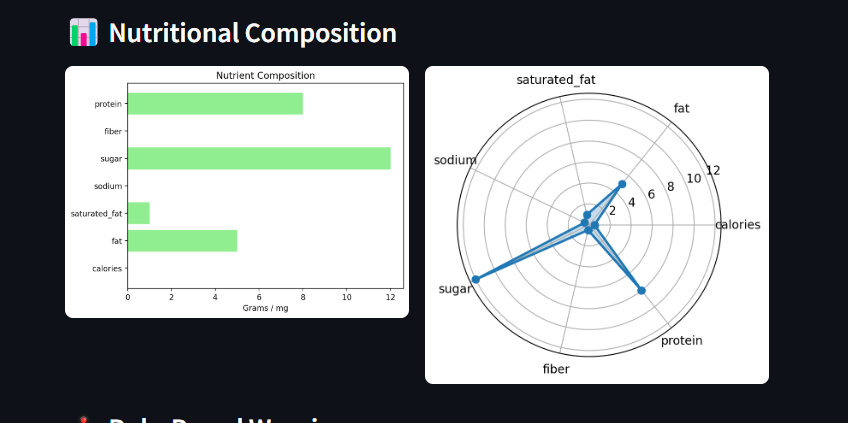 📊 Nutritional Composition
Nutrient Composition
protein
fiber
sugar
sodium
saturated_fat
fat
calories
0 2 4 6 8 10 12
Grams / mg
saturated_fat
fat
sodium
2 4 6 8 10 12
calories
sugar
protein
fiber